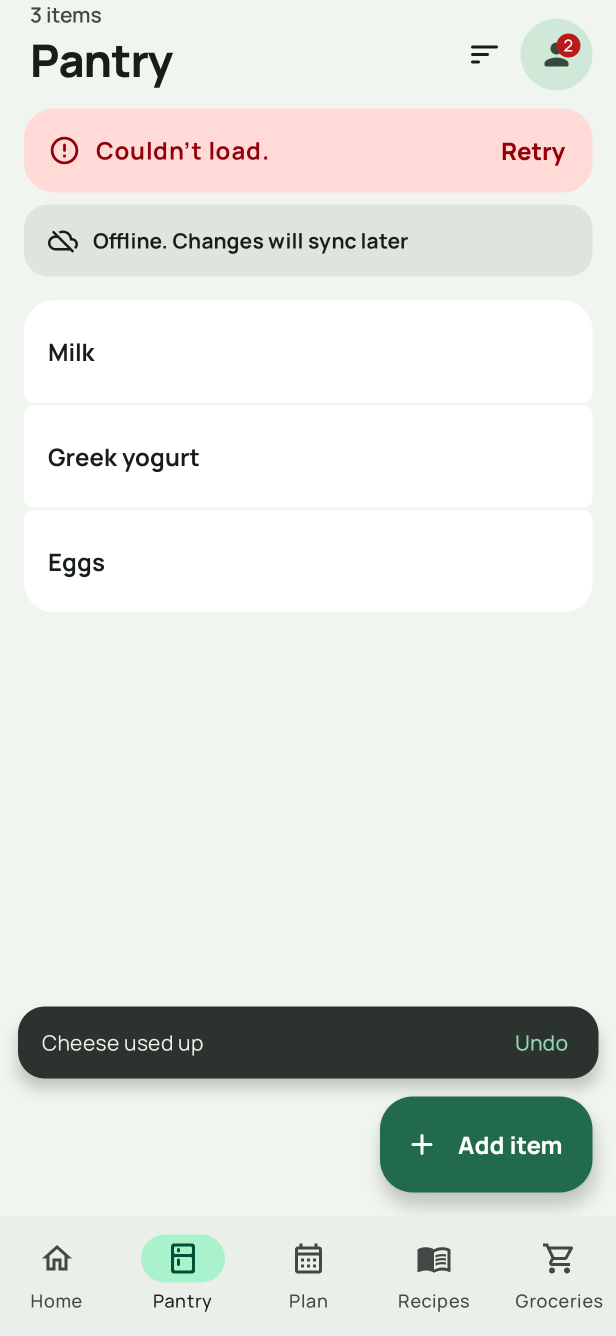 3 items
Pantry
2
Couldn't load.
Retry
Offline. Changes will sync later
Milk
Greek yogurt
Eggs
Cheese used up
Undo
Add item
Home
Pantry
Plan
Recipes
Groceries